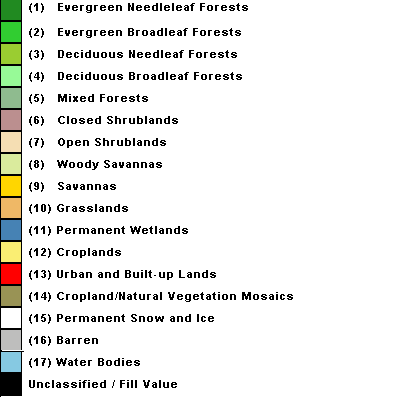 (1) Evergreen Needleleaf Forests
(2) Evergreen Broadleaf Forests
(3) Deciduous Needleaf Forests
(4) Deciduous Broadleaf Forests
(5) Mixed Forests
(6) Closed Shrublands
(7) Open Shrublands
(8) Woody Savannas
(9) Savannas
(10) Grasslands
(11) Permanent Wetlands
(12) Croplands
(13) Urban and Built-up Lands
(14) Cropland/Natural Vegetation Mosaics
(15) Permanent Snow and Ice
(16) Barren
(17) Water Bodies
Unclassified / Fill Value